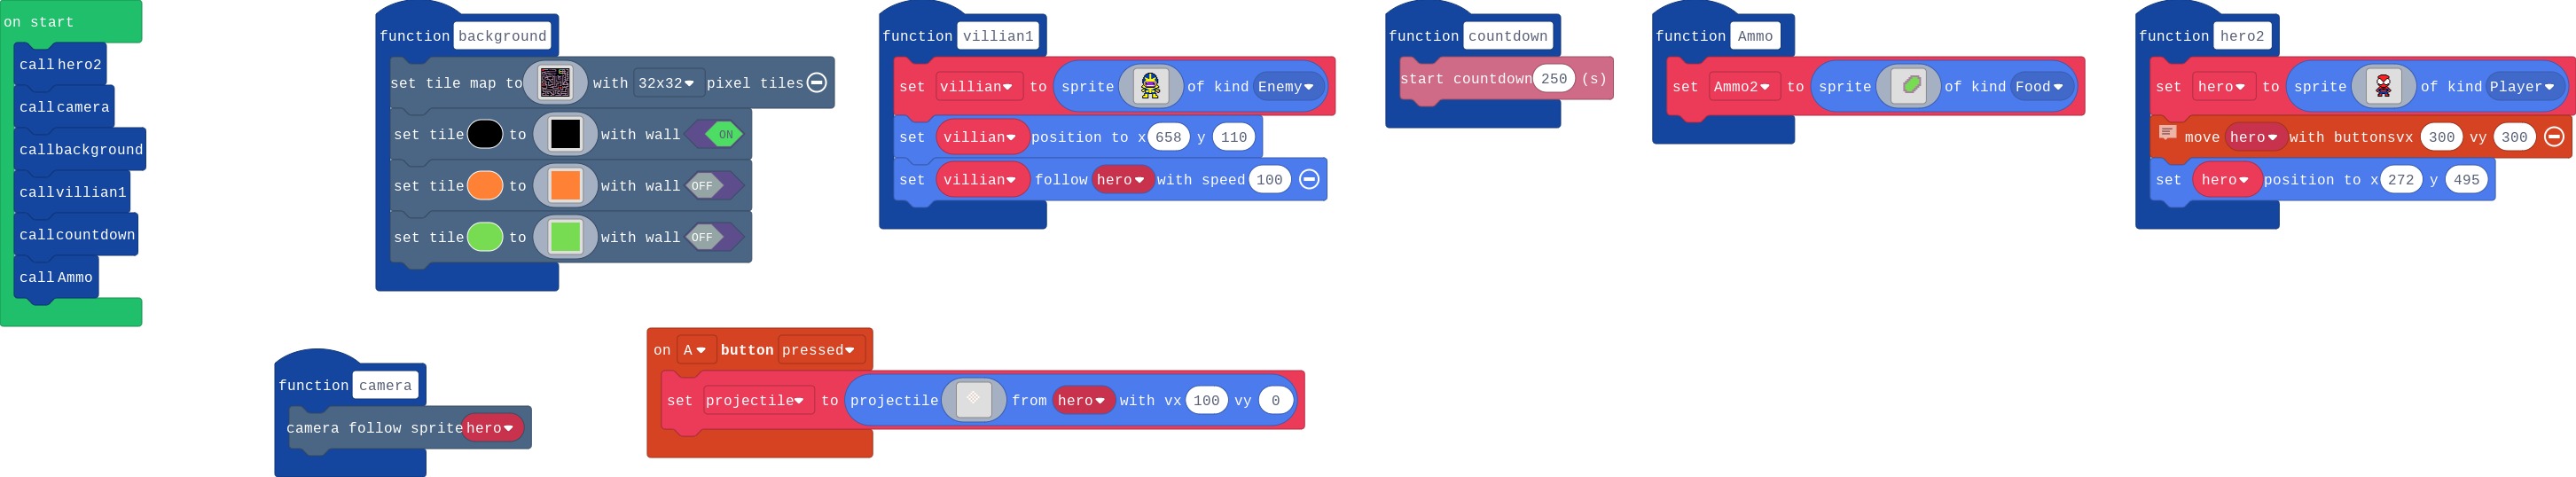 on start
call hero2
call camera
call background
call villian1
call countdown
call Ammo
function background
set tile map to with 32x32 pixel tiles
set tile to with wall ON
set tile to with wall OFF
set tile to with wall OFF
function villian1
set villian to sprite of kind Enemy
set villian position to x 658 y 110
set villian follow hero with speed 100
function countdown
start countdown 250 (s)
function Ammo
set Ammo2 to sprite of kind Food
function hero2
set hero to sprite of kind Player
move hero with buttons vx 300 vy 300
set hero position to x 272 y 495
function camera
camera follow sprite hero
on A button pressed
set projectile to projectile from hero with vx 100 vy 0